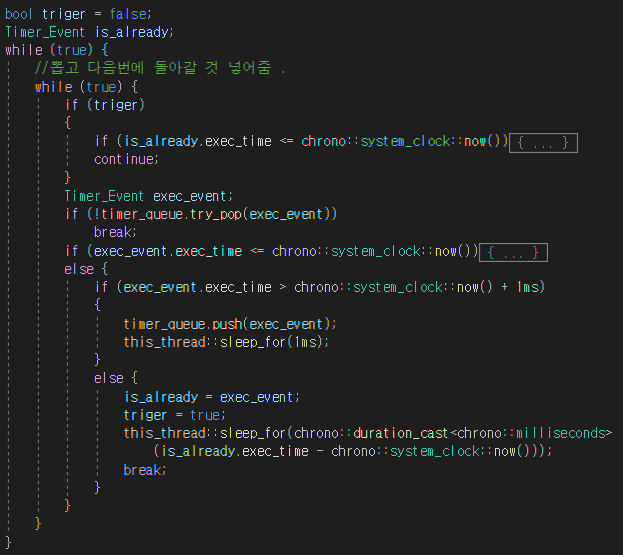 bool triger = false;
Timer_Event is_already;
while (true) {
//뽑고 다음번에 돌아갈 것 넣어줌 .
while (true) {
if (triger)
{
if (is_already.exec_time <= chrono::system_clock::now()){ ... }
continue;
}
Timer_Event exec_event;
if (!timer_queue.try_pop(exec_event))
break;
if (exec_event.exec_time <= chrono::system_clock::now()){ ... }
else {
if (exec_event.exec_time > chrono::system_clock::now() + 1ms)
{
timer_queue.push(exec_event);
this_thread::sleep_for(1ms);
}
else {
is_already = exec_event;
triger = true;
this_thread::sleep_for(chrono::duration_cast<chrono::milliseconds>
(is_already.exec_time - chrono::system_clock::now()));
break;
}
}
}
}